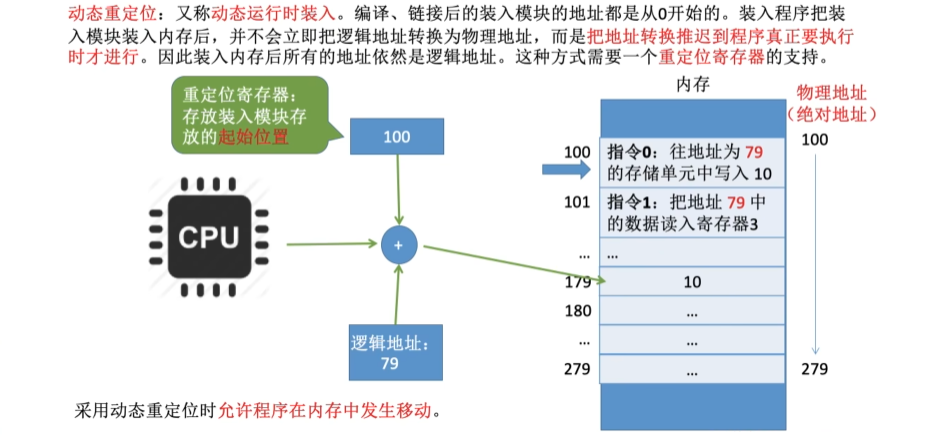 动态重定位：又称动态运行时装入。编译、链接后的装入模块的地址都是从0开始的。装入程序把装
入模块装入内存后，并不会立即把逻辑地址转换为物理地址，而是把地址转换推迟到程序真正要执行
时才进行。因此装入内存后所有的地址依然是逻辑地址。这种方式需要一个重定位寄存器的支持。
重定位寄存器：
存放装入模块存
放的起始位置
100
CPU
+
逻辑地址：
79
内存
物理地址
（绝对地址）
100
100
指令0：往地址为 79
的存储单元中写入 10
101
指令1：把地址 79 中
的数据读入寄存器3
... ...
179 10
180 ...
... ...
279 ...
279
采用动态重定位时允许程序在内存中发生移动。